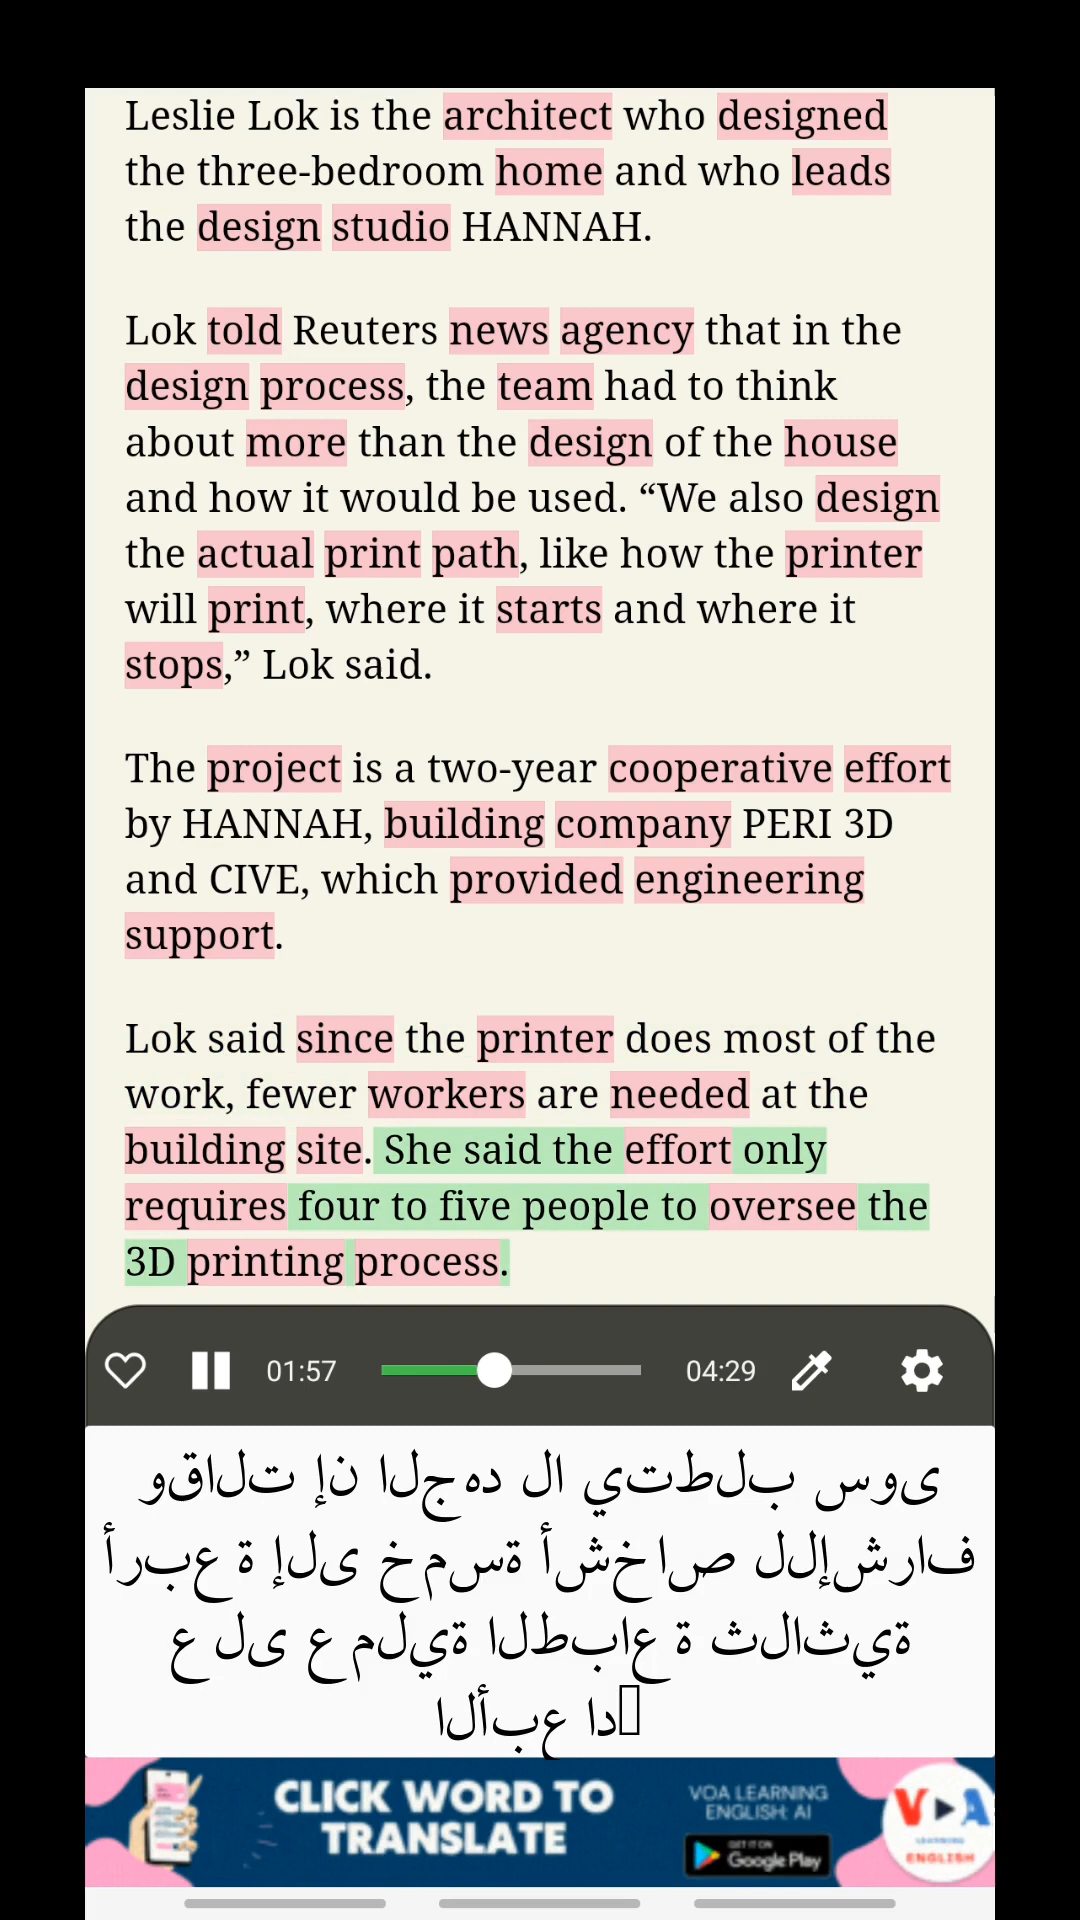 Leslie Lok is the architect who designed
the three-bedroom home and who leads
the design studio HANNAH.
Lok told Reuters news agency that in the
design process, the team had to think
about more than the design of the house
and how it would be used. “We also design
the actual print path, like how the printer
will print, where it starts and where it
stops,” Lok said.
The project is a two-year cooperative effort
by HANNAH, building company PERI 3D
and CIVE, which provided engineering
support.
Lok said since the printer does most of the
work, fewer workers are needed at the
building site. She said the effort only
requires four to five people to oversee the
3D printing process.
01:57 04:29
وقالت إن الجهد لا يتطلب سوى
أربعة إلى خمسة أشخاص للإشراف
على عملية الطباعة ثلاثية
الأبعاد
CLICK WORD TO
TRANSLATE
VOA LEARNING
ENGLISH: AI
GET IT ON
Google Play
VOA
LEARNING
ENGLISH